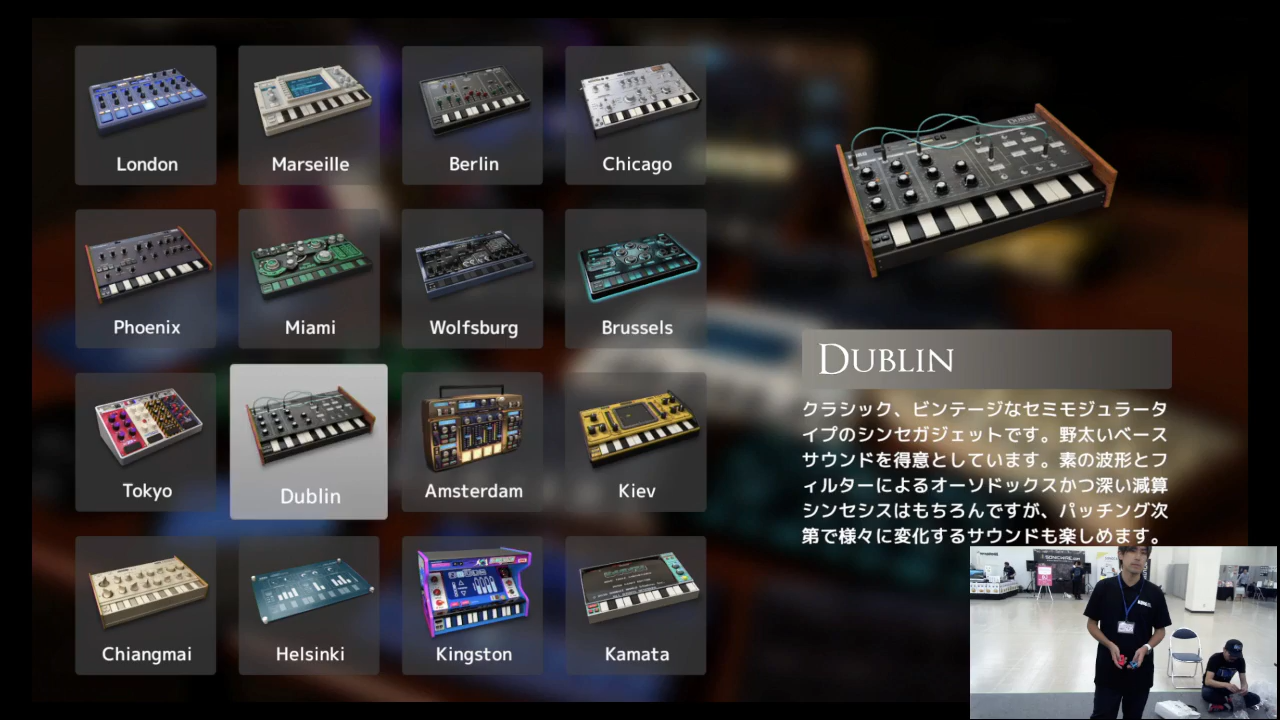 London
Marseille
Berlin
Chicago
Phoenix
Miami
Wolfsburg
Brussels
Tokyo
Dublin
Amsterdam
Kiev
Chiangmai
Helsinki
Kingston
Kamata
DUBLIN
クラシック、ビンテージなセミモジュラータ
イプのシンセガジェットです。野太いベース
サウンドを得意としています。素の波形とフ
ィルターによるオーソドックスかつ深い減算
シンセシスはもちろんですが、パッチング次
第で様々に変化するサウンドも楽しめます。